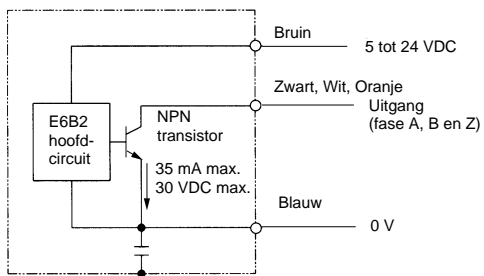 Bruin
5 tot 24 VDC
Zwart, Wit, Oranje
Uitgang
(fase A, B en Z)
E6B2
hoofd-
circuit
NPN
transistor
35 mA max.
30 VDC max.
Blauw
0 V